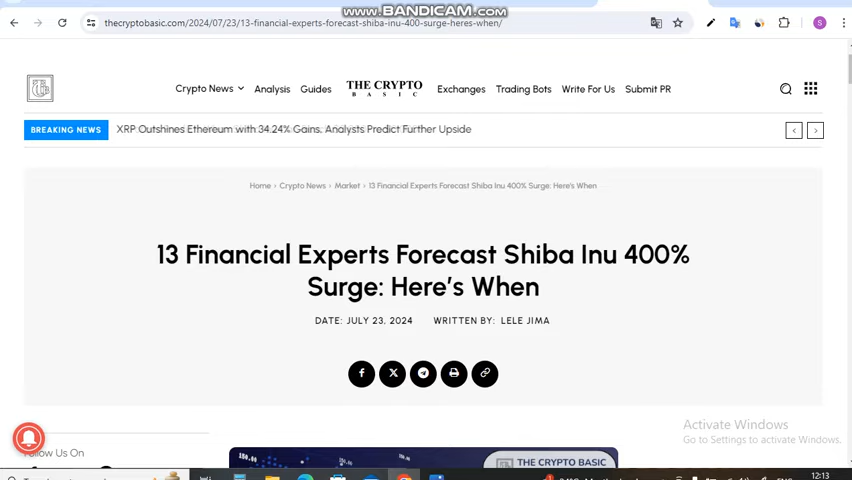 www.BANDICAM.com
thecryptobasic.com/2024/07/23/13-financial-experts-forecast-shiba-inu-400-surge-heres-when/
S
Crypto News
Analysis
Guides
THE CRYPTO
BASIC
Exchanges
Trading Bots
Write For Us
Submit PR
BREAKING NEWS
XRP Outshines Ethereum with 34.24% Gains, Analysts Predict Further Upside
Home › Crypto News › Market › 13 Financial Experts Forecast Shiba Inu 400% Surge: Here's When
13 Financial Experts Forecast Shiba Inu 400%
Surge: Here's When
DATE: JULY 23, 2024 WRITTEN BY: LELE JIMA
Activate Windows
Go to Settings to activate Windows.
Follow Us On
THE CRYPTO BASIC
12:13